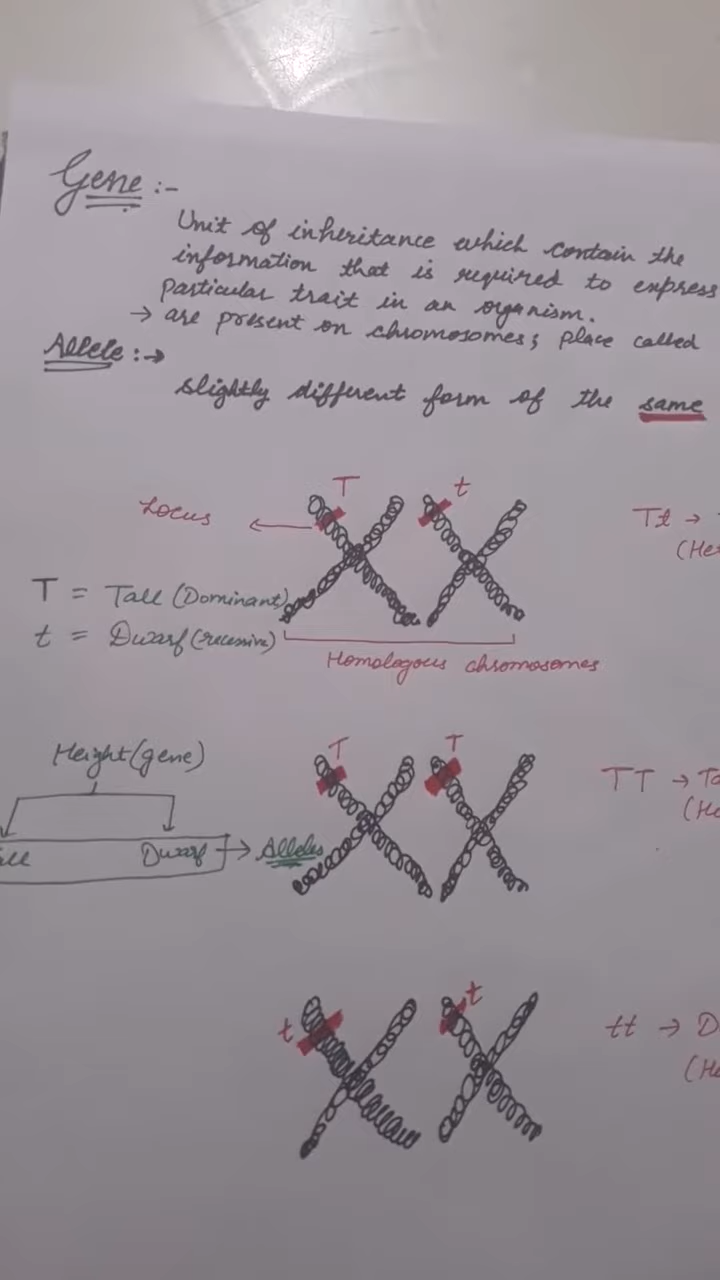 Gene :-
Unit of inheritance which contain the
information that is required to express
particular trait in an organism.
→ are present on chromosomes; place called
Allele :→
slightly different form of the same
T t
Locus ←
Tt →
T = Tall (Dominant)
t = Dwarf (recessive)
Homologous chromosomes
Height (gene)
Dwarf → Alleles
T T
TT →
t t
tt →